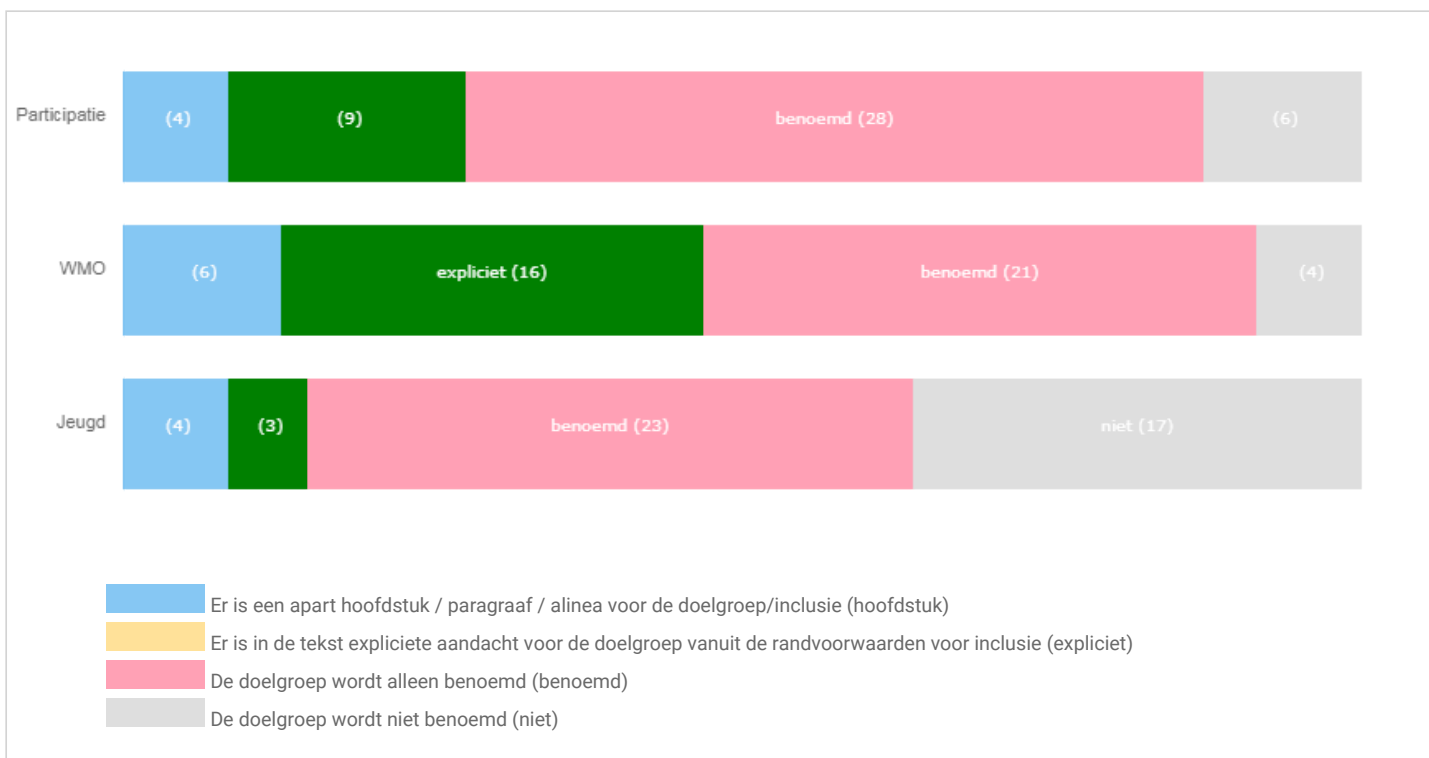 Participatie (4) (9) benoemd (28) (6)
WMO (6) expliciet (16) benoemd (21) (4)
Jeugd (4) (3) benoemd (23) niet (17)
Er is een apart hoofdstuk / paragraaf / alinea voor de doelgroep/inclusie (hoofdstuk)
Er is in de tekst expliciete aandacht voor de doelgroep vanuit de randvoorwaarden voor inclusie (expliciet)
De doelgroep wordt alleen benoemd (benoemd)
De doelgroep wordt niet benoemd (niet)